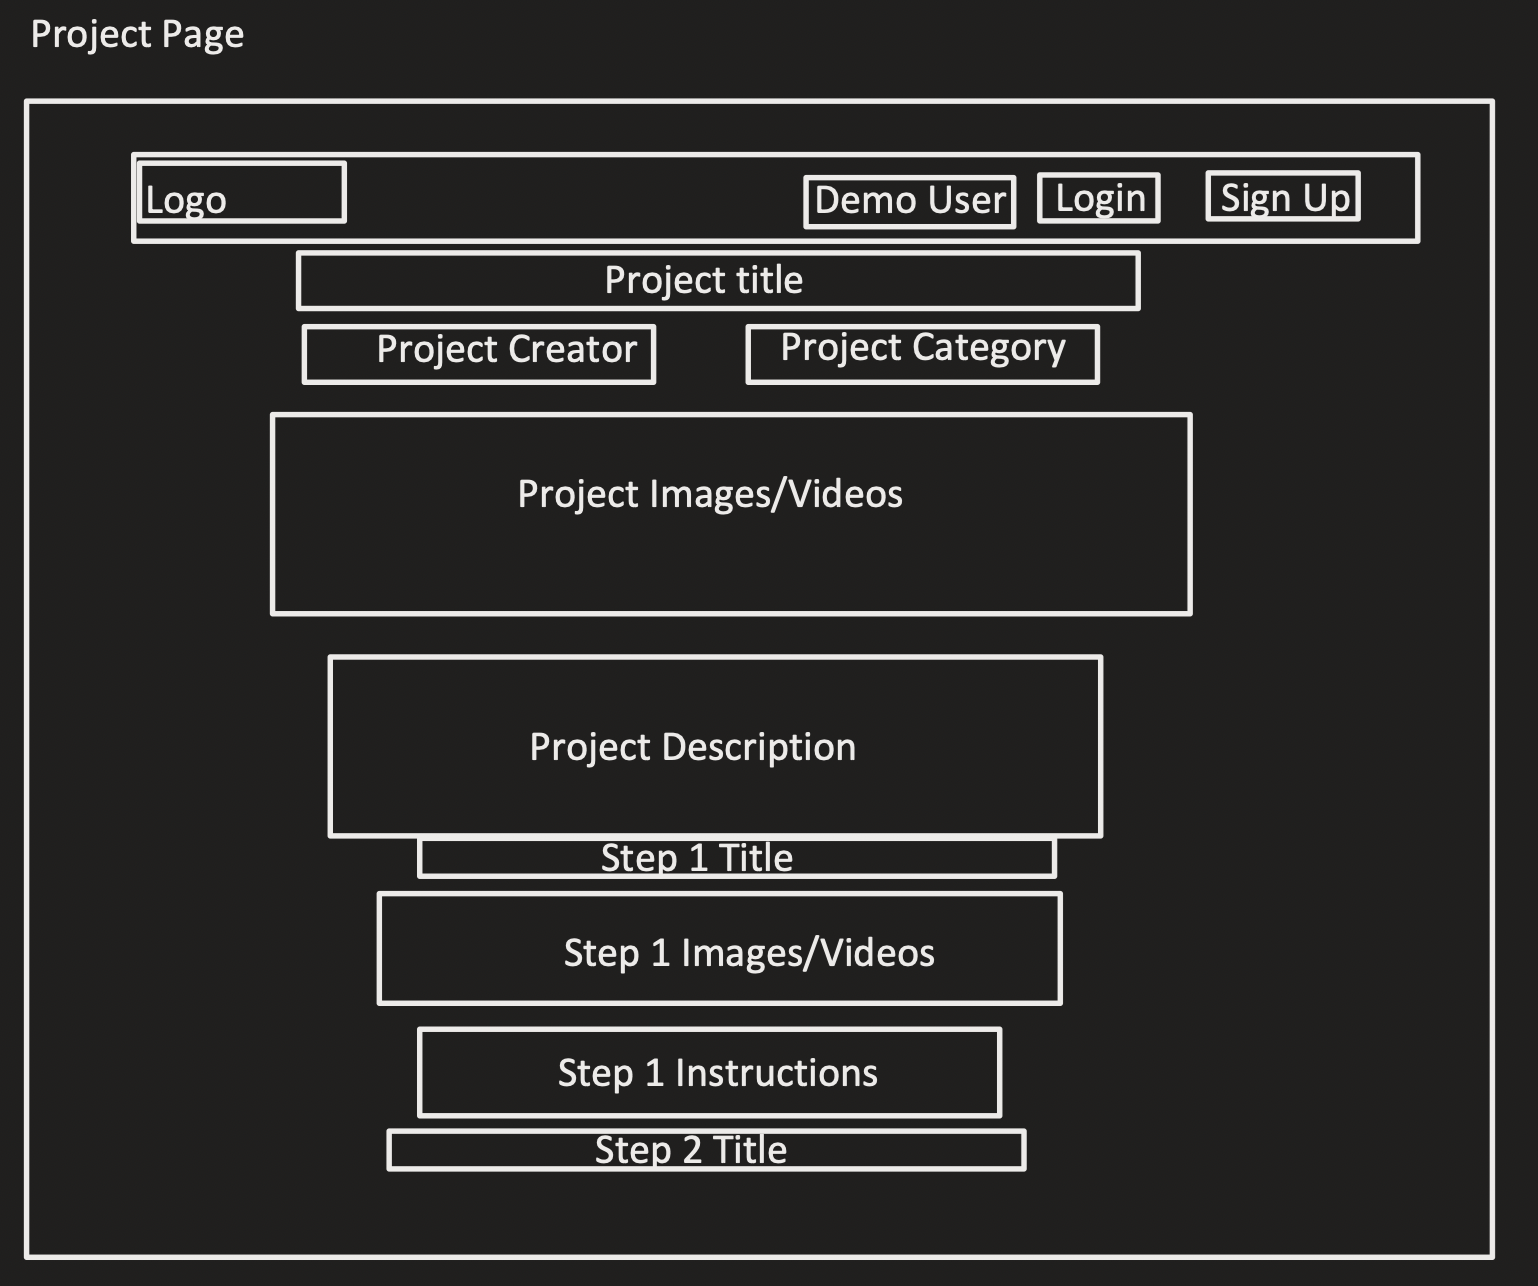 Project Page
Logo
Demo User
Login
Sign Up
Project title
Project Creator
Project Category
Project Images/Videos
Project Description
Step 1 Title
Step 1 Images/Videos
Step 1 Instructions
Step 2 Title